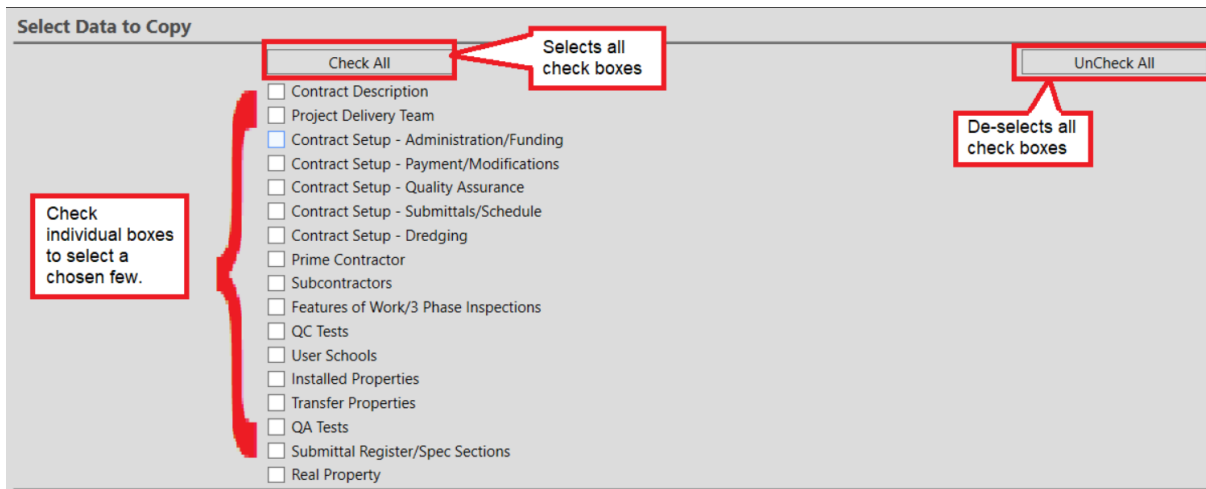 Select Data to Copy
Check All
Selects all
check boxes
UnCheck All
De-selects all
check boxes
Check
individual boxes
to select a
chosen few.
Contract Description
Project Delivery Team
Contract Setup - Administration/Funding
Contract Setup - Payment/Modifications
Contract Setup - Quality Assurance
Contract Setup - Submittals/Schedule
Contract Setup - Dredging
Prime Contractor
Subcontractors
Features of Work/3 Phase Inspections
QC Tests
User Schools
Installed Properties
Transfer Properties
QA Tests
Submittal Register/Spec Sections
Real Property